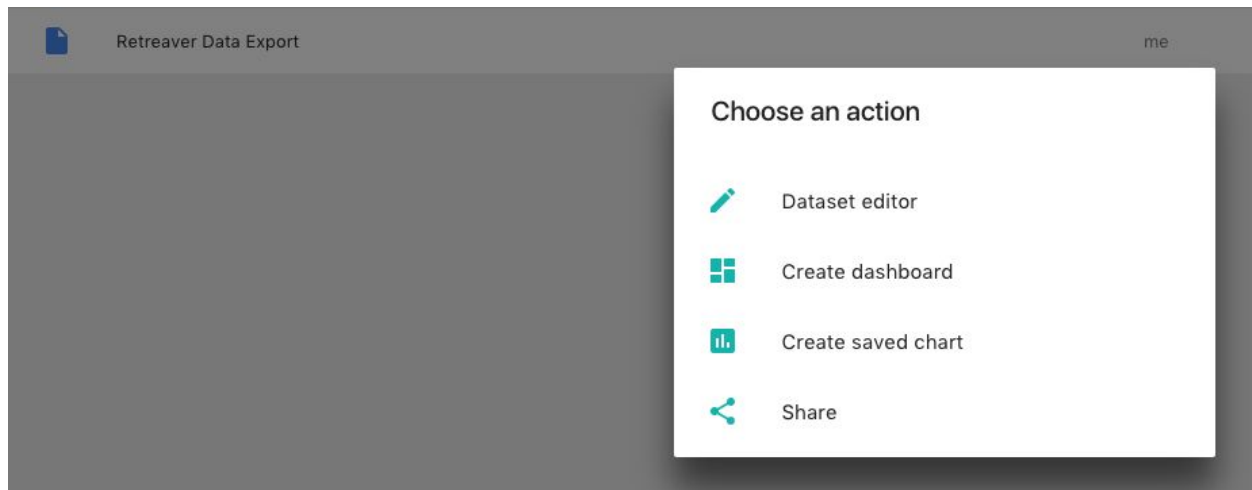 Retreaver Data Export
me
Choose an action
Dataset editor
Create dashboard
Create saved chart
Share